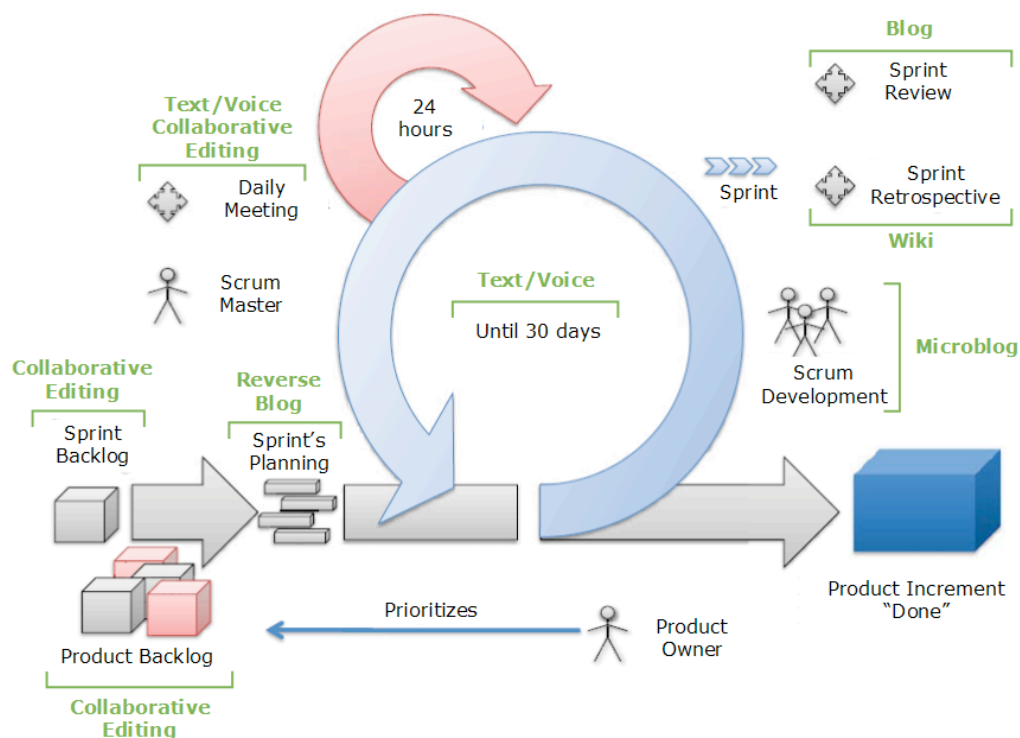 Blog
Sprint
Review
24
hours
Text/Voice
Collaborative
Editing
Daily
Meeting
Sprint
Sprint
Retrospective
Wiki
Scrum
Master
Text/Voice
Until 30 days
Microblog
Scrum
Development
Collaborative
Editing
Sprint
Backlog
Reverse
Blog
Sprint’s
Planning
Product Increment
“Done”
Prioritizes
Product
Owner
Product Backlog
Collaborative
Editing